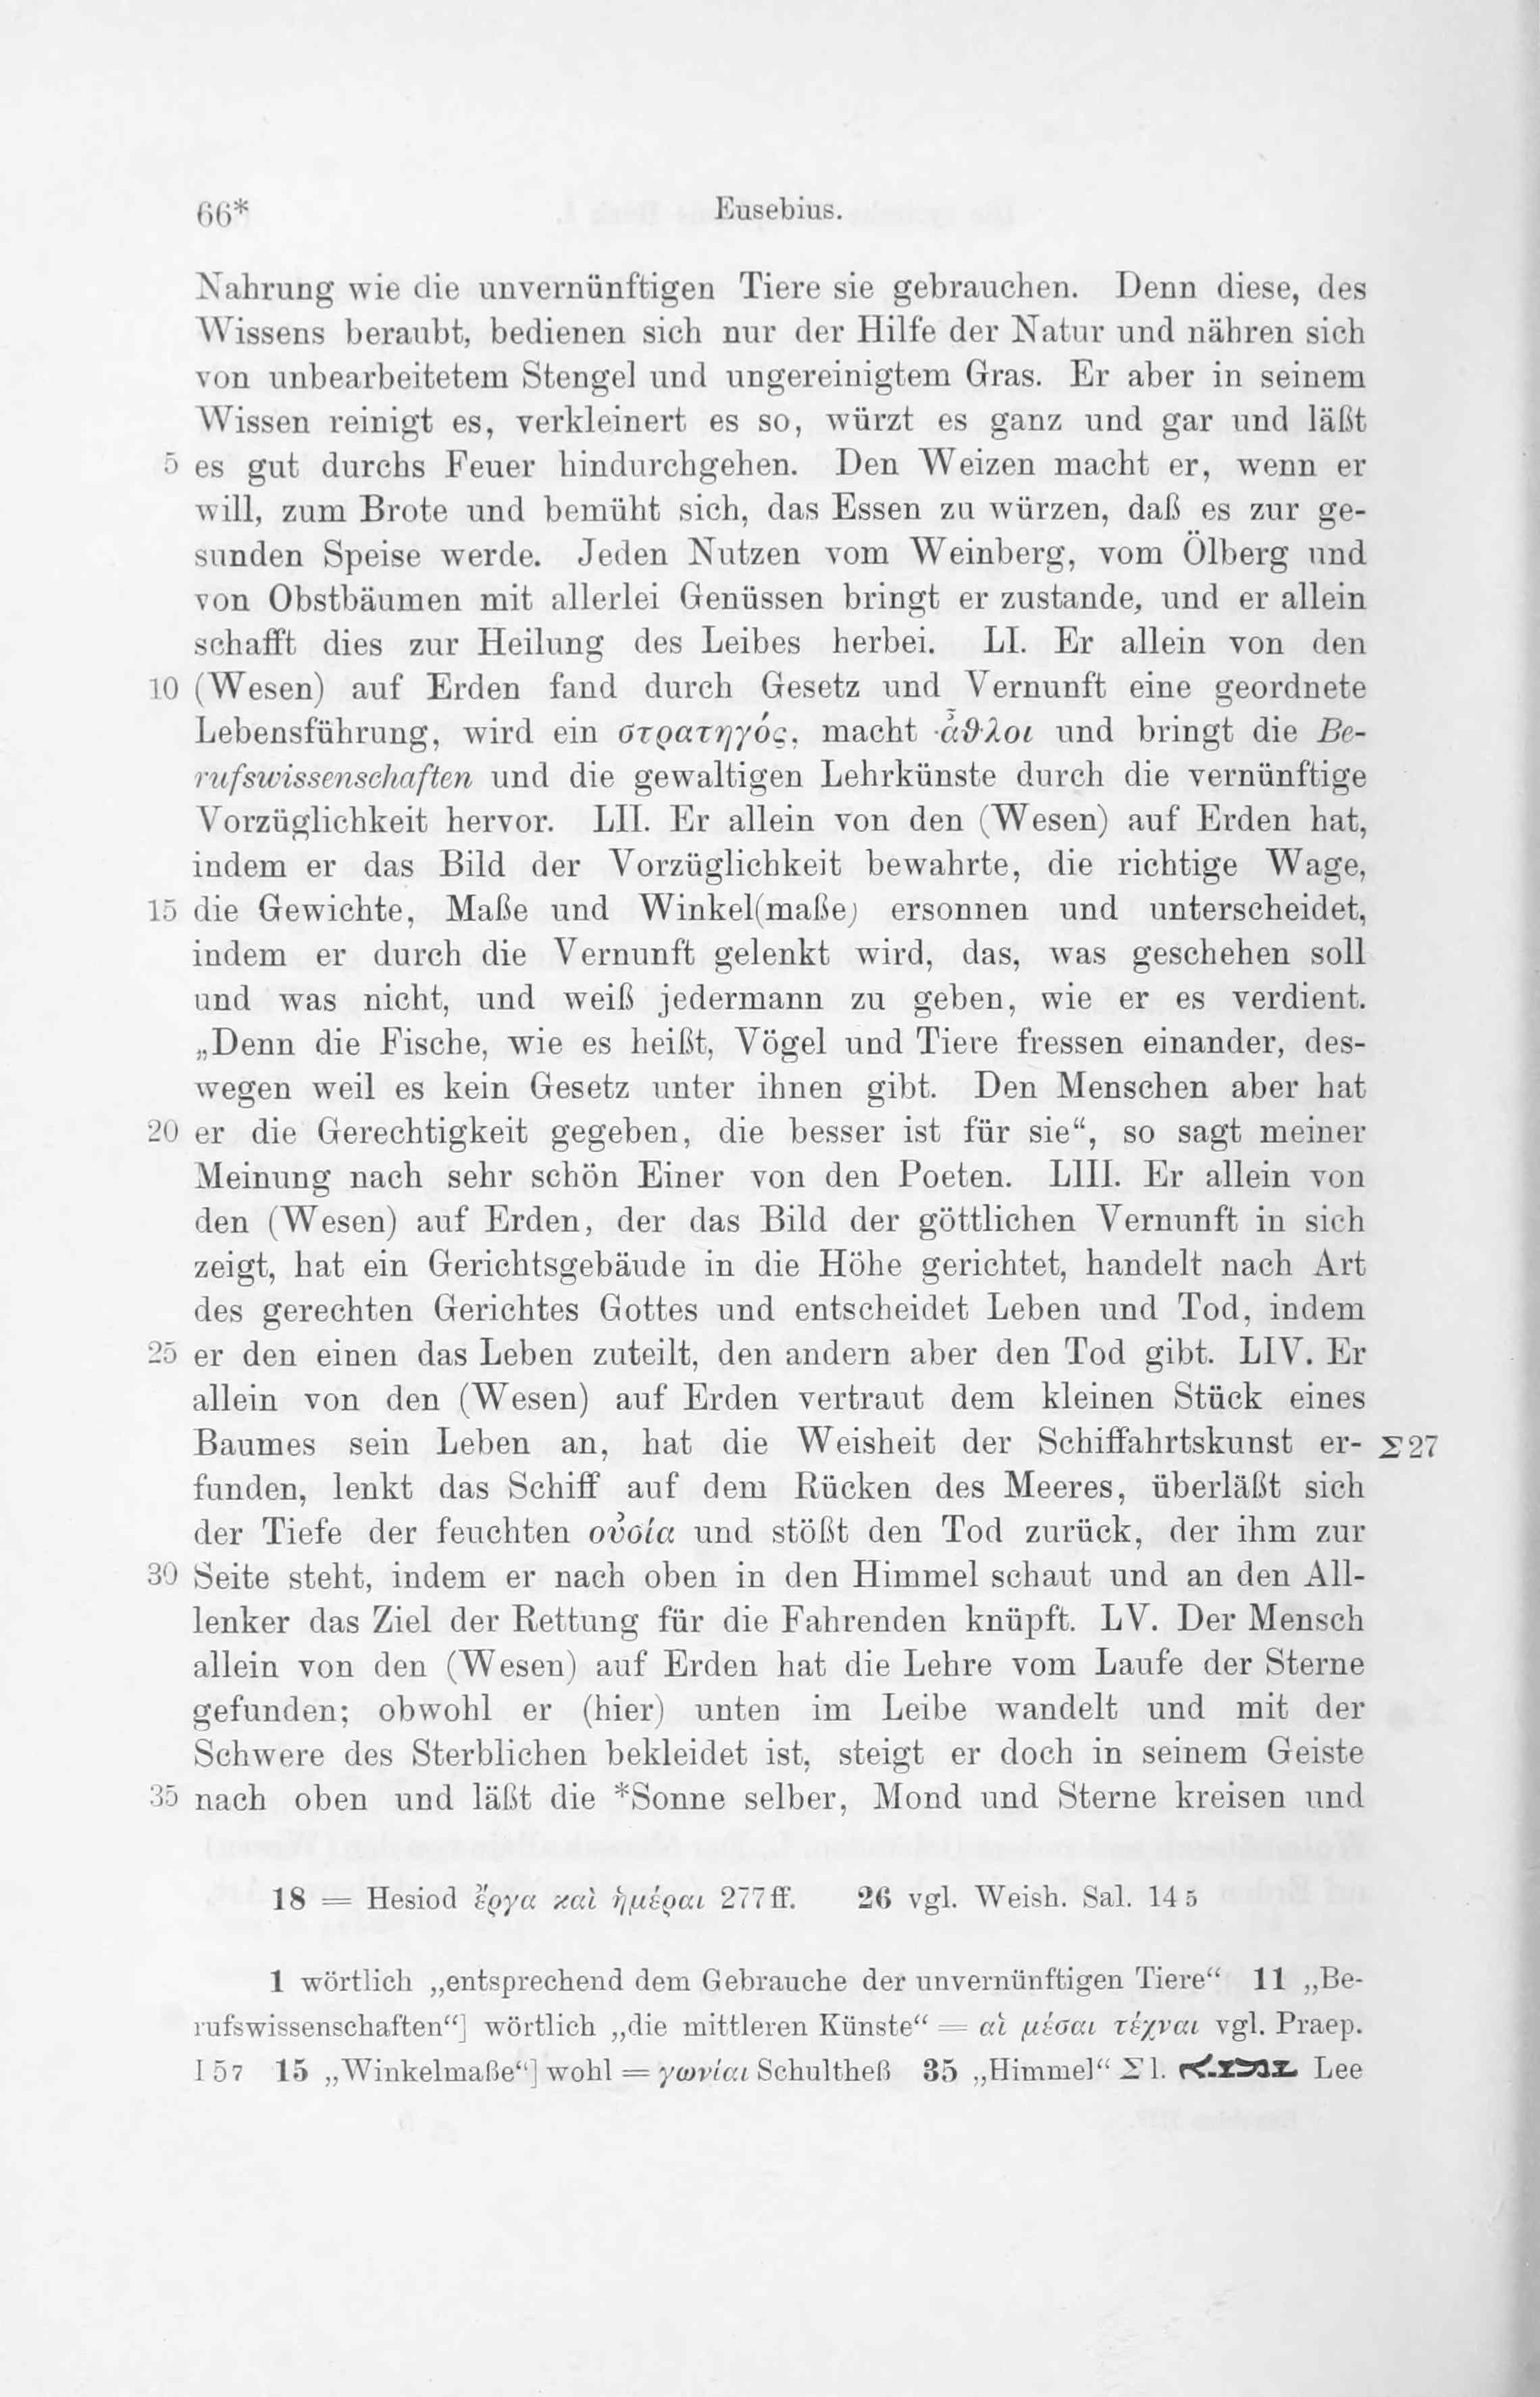 66* Eusebius.
Nahrung wie die unvernünftigen Tiere sie gebrauchen. Denn diese, des
Wissens beraubt, bedienen sich nur der Hilfe der Natur und nähren sich
von unbearbeitetem Stengel und ungereinigtem Gras. Er aber in seinem
Wissen reinigt es, verkleinert es so, würzt es ganz und gar und läßt
5 es gut durchs Feuer hindurchgehen. Den Weizen macht er, wenn er
will, zum Brote und bemüht sich, das Essen zu würzen, daß es zur ge-
sunden Speise werde. Jeden Nutzen vom Weinberg, vom Ölberg und
von Obstbäumen mit allerlei Genüssen bringt er zustande, und er allein
schafft dies zur Heilung des Leibes herbei. LI. Er allein von den
10 (Wesen) auf Erden fand durch Gesetz und Vernunft eine geordnete
Lebensführung, wird ein στρατηγός, macht ἆθλοι und bringt die Be-
rufswissenschaften und die gewaltigen Lehrkünste durch die vernünftige
Vorzüglichkeit hervor. LII. Er allein von den (Wesen) auf Erden hat,
indem er das Bild der Vorzüglichkeit bewahrte, die richtige Wage,
15 die Gewichte, Maße und Winkel(maße) ersonnen und unterscheidet,
indem er durch die Vernunft gelenkt wird, das, was geschehen soll
und was nicht, und weiß jedermann zu geben, wie er es verdient.
„Denn die Fische, wie es heißt, Vögel und Tiere fressen einander, des-
wegen weil es kein Gesetz unter ihnen gibt. Den Menschen aber hat
20 er die Gerechtigkeit gegeben, die besser ist für sie“, so sagt meiner
Meinung nach sehr schön Einer von den Poeten. LIII. Er allein von
den (Wesen) auf Erden, der das Bild der göttlichen Vernunft in sich
zeigt, hat ein Gerichtsgebäude in die Höhe gerichtet, handelt nach Art
des gerechten Gerichtes Gottes und entscheidet Leben und Tod, indem
25 er den einen das Leben zuteilt, den andern aber den Tod gibt. LIV. Er
allein von den (Wesen) auf Erden vertraut dem kleinen Stück eines
Baumes sein Leben an, hat die Weisheit der Schiffahrtskunst er- Σ 27
funden, lenkt das Schiff auf dem Rücken des Meeres, überläßt sich
der Tiefe der feuchten οὐσία und stößt den Tod zurück, der ihm zur
30 Seite steht, indem er nach oben in den Himmel schaut und an den All-
lenker das Ziel der Rettung für die Fahrenden knüpft. LV. Der Mensch
allein von den (Wesen) auf Erden hat die Lehre vom Laufe der Sterne
gefunden; obwohl er (hier) unten im Leibe wandelt und mit der
Schwere des Sterblichen bekleidet ist, steigt er doch in seinem Geiste
35 nach oben und läßt die *Sonne selber, Mond und Sterne kreisen und
18 = Hesiod ἔργα καὶ ἡμέραι 277 ff. 26 vgl. Weish. Sal. 14 5
1 wörtlich „entsprechend dem Gebrauche der unvernünftigen Tiere“ 11 „Be-
rufswissenschaften“] wörtlich „die mittleren Künste“ = αἱ μέσαι τέχναι vgl. Praep.
I 5 7 15 „Winkelmaße“] wohl = γωνίαι Schultheß 35 „Himmel“ Σ l. Lee